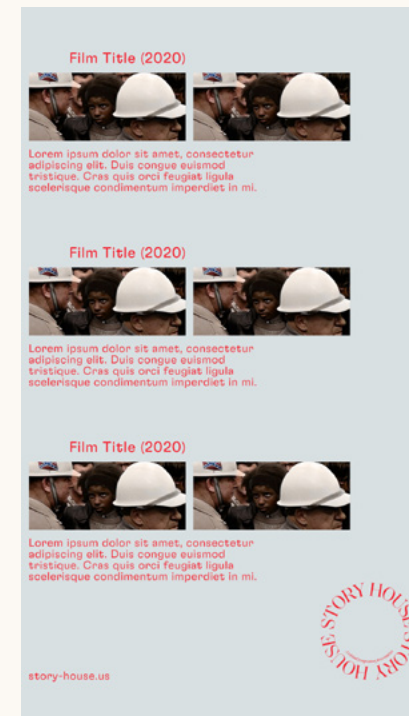 Film Title (2020)
Lorem ipsum dolor sit amet, consectetur
adipiscing elit. Duis congue euismod
tristique. Cras quis orci feugiat ligula
scelerisque condimentum imperdiet in mi.
Film Title (2020)
Lorem ipsum dolor sit amet, consectetur
adipiscing elit. Duis congue euismod
tristique. Cras quis orci feugiat ligula
scelerisque condimentum imperdiet in mi.
Film Title (2020)
Lorem ipsum dolor sit amet, consectetur
adipiscing elit. Duis congue euismod
tristique. Cras quis orci feugiat ligula
scelerisque condimentum imperdiet in mi.
STORY HOUSE STORY HOUSE
story-house.us